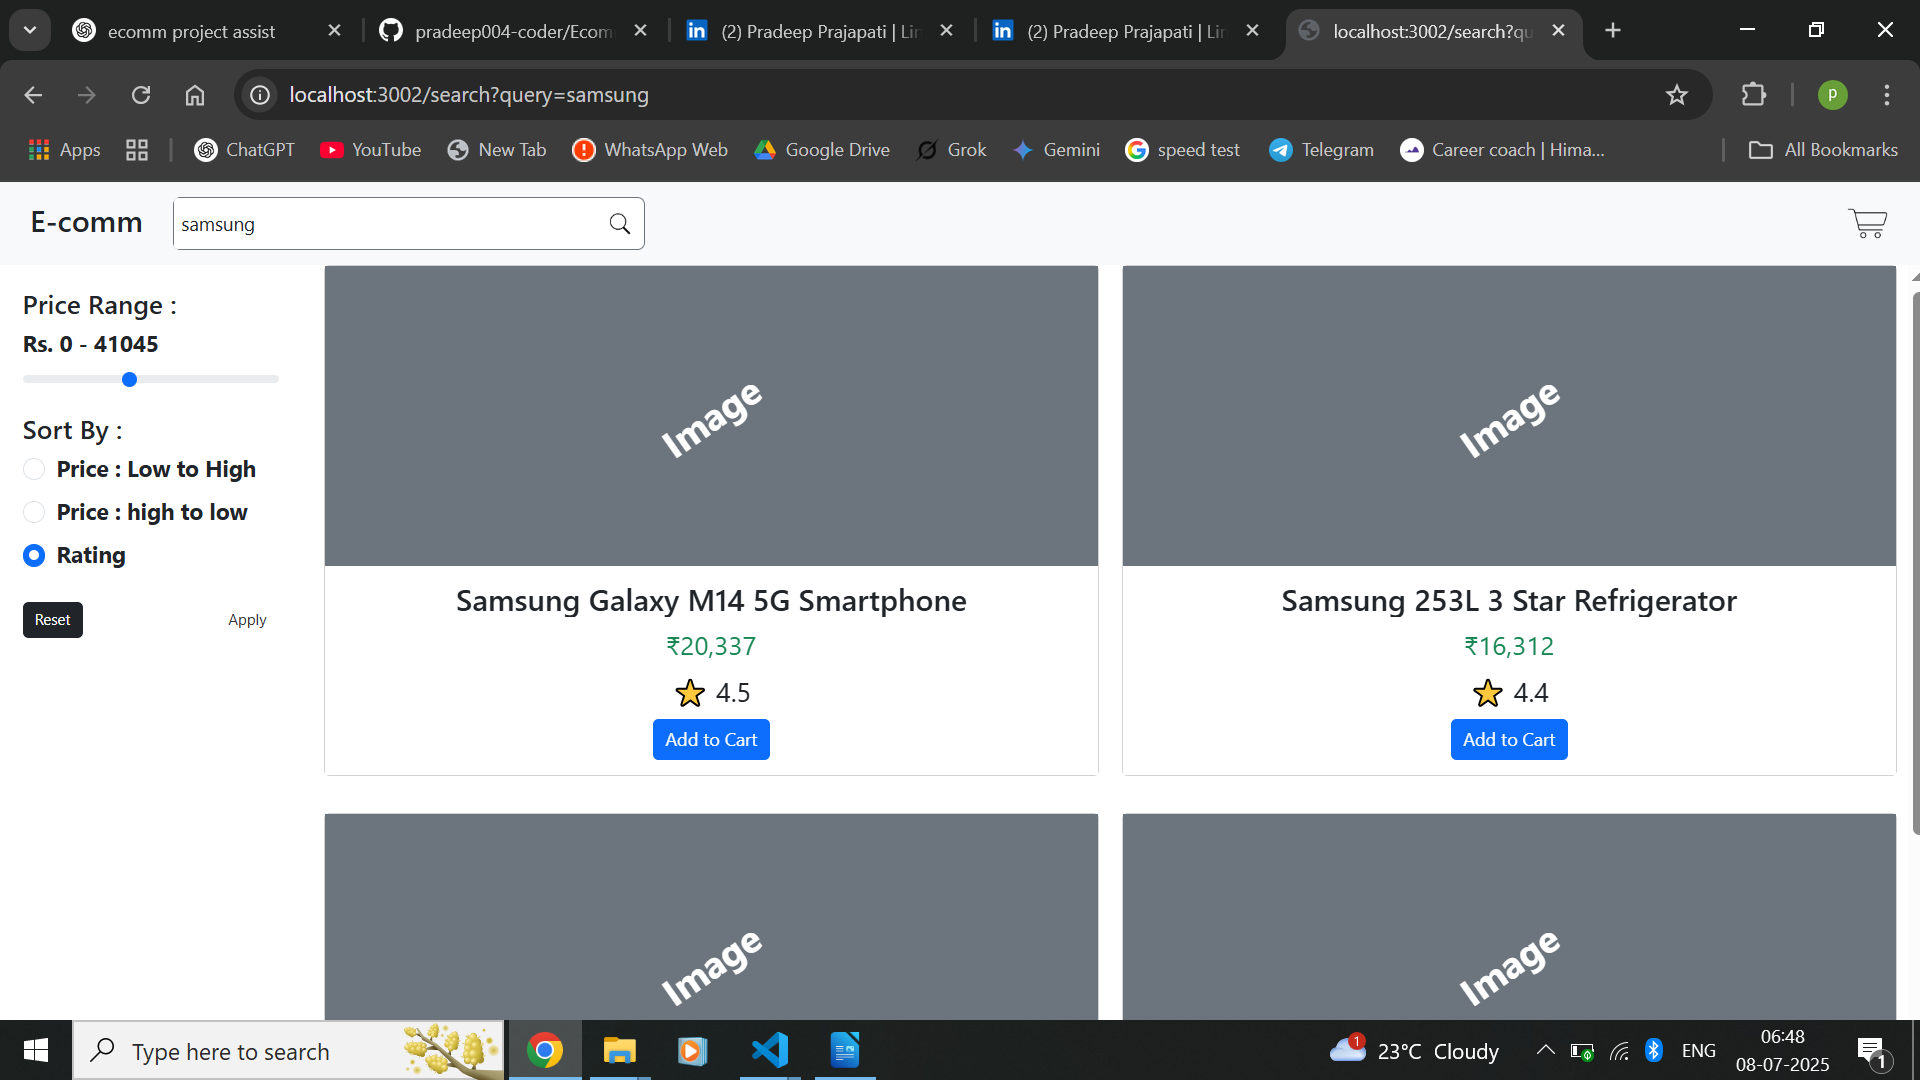 ecomm project assist
pradeep004-coder/Ecom
(2) Pradeep Prajapati | Lin
(2) Pradeep Prajapati | Lin
localhost:3002/search?qu
localhost:3002/search?query=samsung
p
Apps
ChatGPT
YouTube
New Tab
WhatsApp Web
Google Drive
Grok
Gemini
speed test
Telegram
Career coach | Hima...
All Bookmarks
E-comm
samsung
Price Range :
Rs. 0 - 41045
Sort By :
Price : Low to High
Price : high to low
Rating
Reset
Apply
Image
Samsung Galaxy M14 5G Smartphone
₹20,337
4.5
Add to Cart
Image
Samsung 253L 3 Star Refrigerator
₹16,312
4.4
Add to Cart
Image
Image
Type here to search
1
23°C Cloudy
ENG
06:48
08-07-2025
1